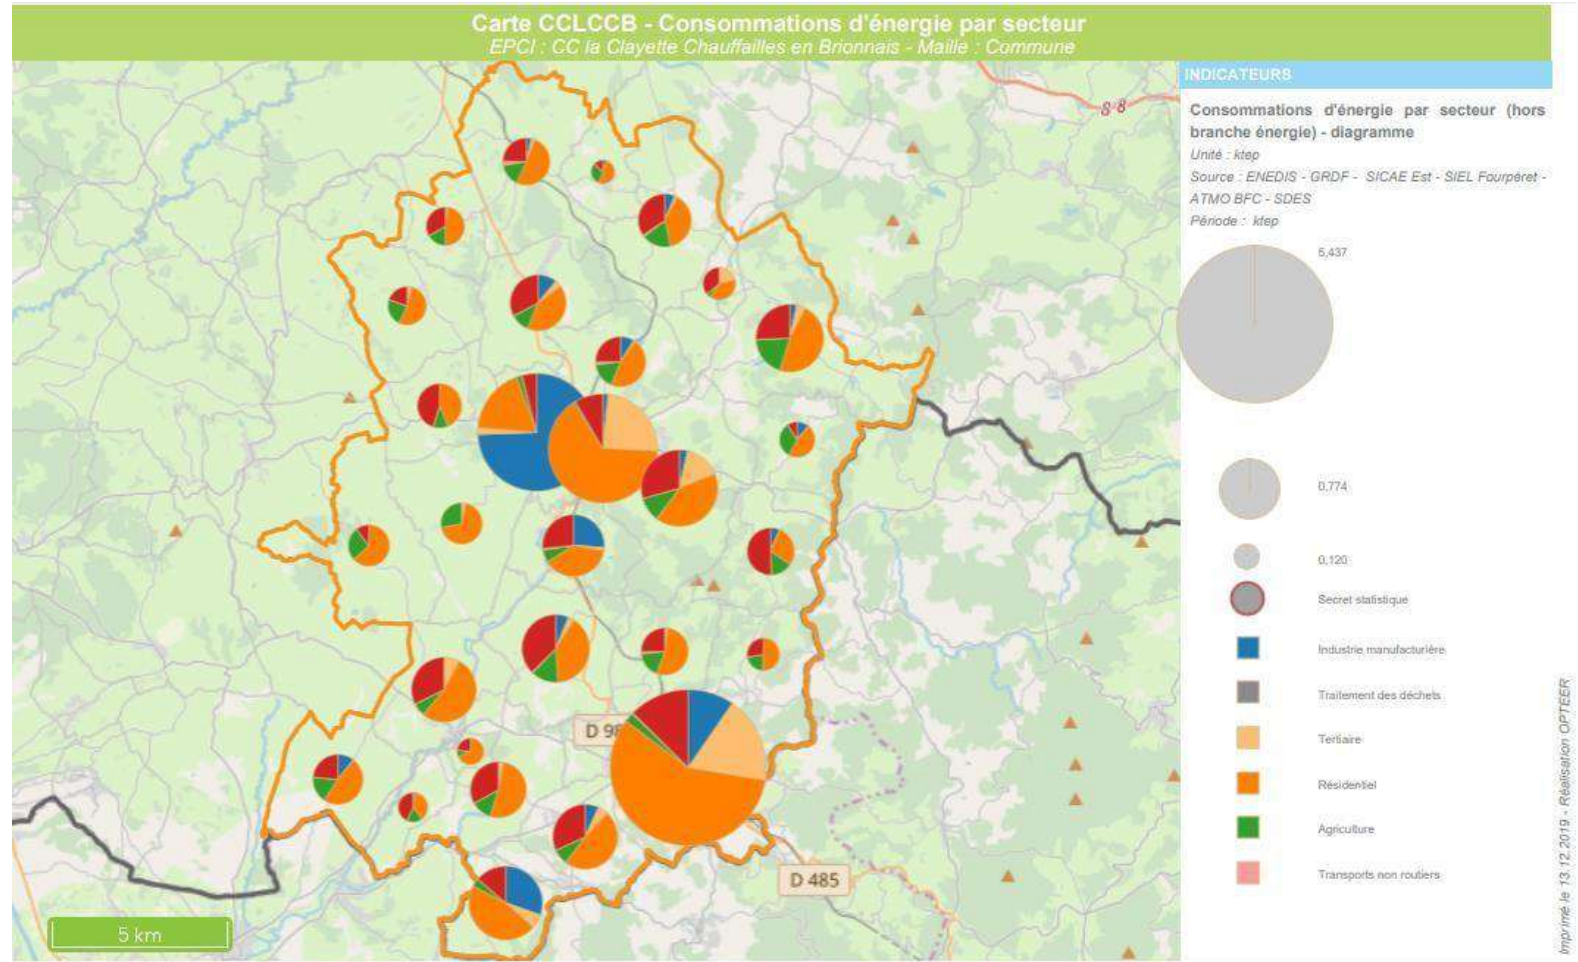 Carte CCLCCB - Consommations d'énergie par secteur
EPCI : CC la Clayette Chauffailles en Brionnais - Maille : Commune
INDICATEURS
Consommations d'énergie par secteur (hors
branche énergie) - diagramme
Unité : ktep
Source : ENEDIS - GRDF - SICAE Est - SIEL Fourpéret -
ATMO BFC - SDES
Période : ktep
5,437
0,774
0,120
Secret statistique
Industrie manufacturière
Traitement des déchets
Tertiaire
Résidentiel
Agriculture
Transports non routiers
D 98
D 485
5 km
Imprimé le 13.12.2019 - Réalisation OPTEER